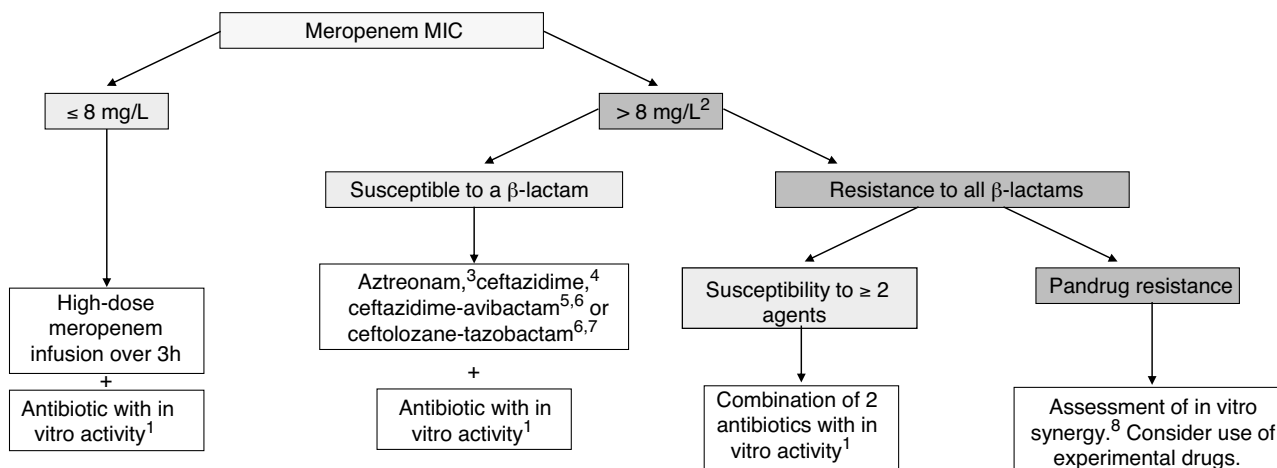 Meropenem MIC
≤ 8 mg/L
> 8 mg/L²
Susceptible to a β-lactam
Resistance to all β-lactams
High-dose
meropenem
infusion over 3h
+
Antibiotic with in
vitro activity¹
Aztreonam,³ceftazidime,⁴
ceftazidime-avibactam⁵,⁶ or
ceftolozane-tazobactam⁶,⁷
+
Antibiotic with in
vitro activity¹
Susceptibility to ≥ 2
agents
Combination of 2
antibiotics with in
vitro activity¹
Pandrug resistance
Assessment of in vitro
synergy.⁸ Consider use of
experimental drugs.